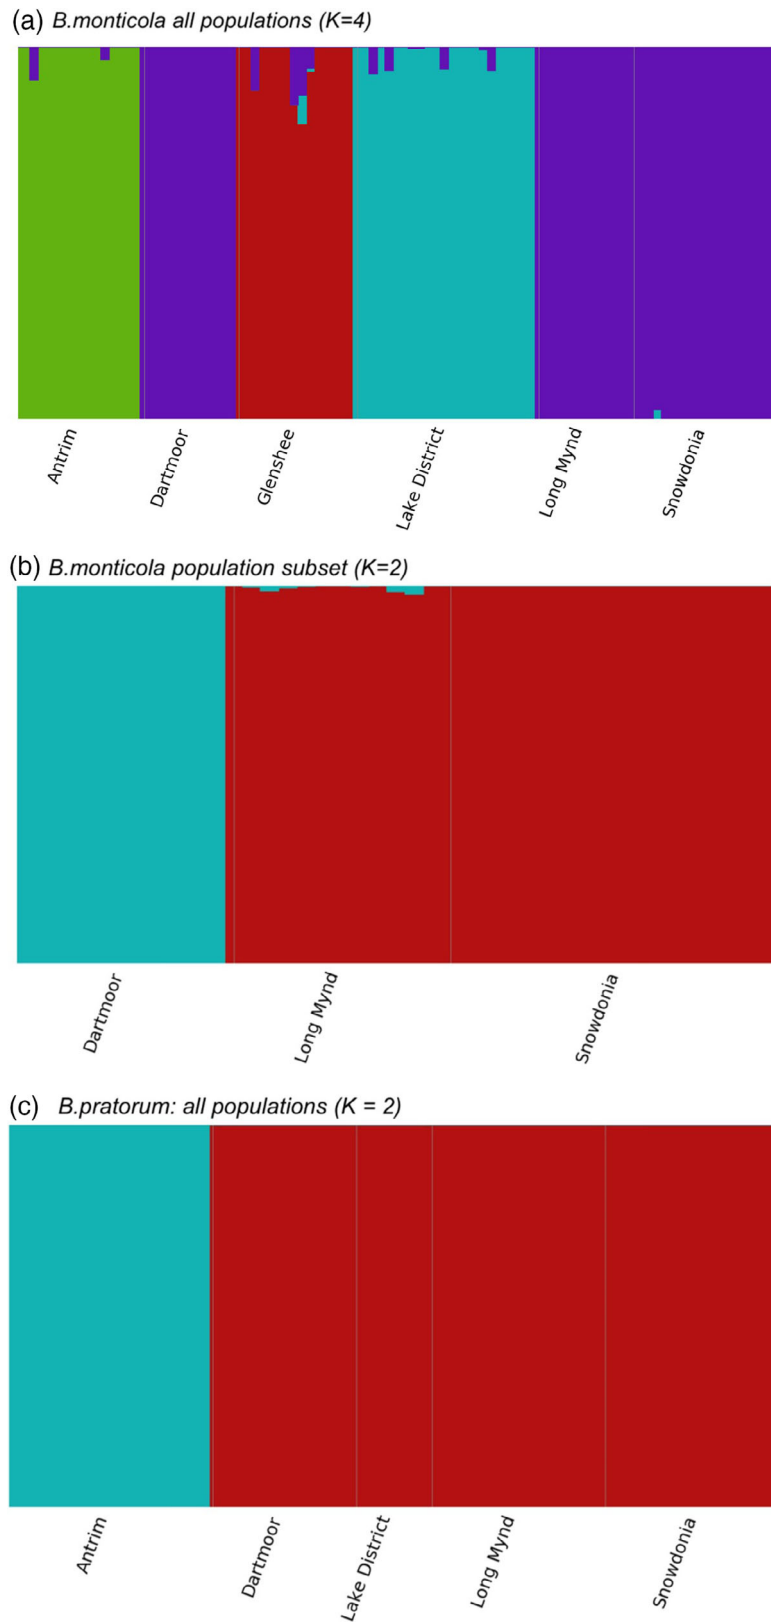 (a) B.monticola all populations (K=4)
Antrim
Dartmoor
Glenshee
Lake District
Long Mynd
Snowdonia
(b) B.monticola population subset (K=2)
Dartmoor
Long Mynd
Snowdonia
(c) B.pratorum: all populations (K = 2)
Antrim
Dartmoor
Lake District
Long Mynd
Snowdonia